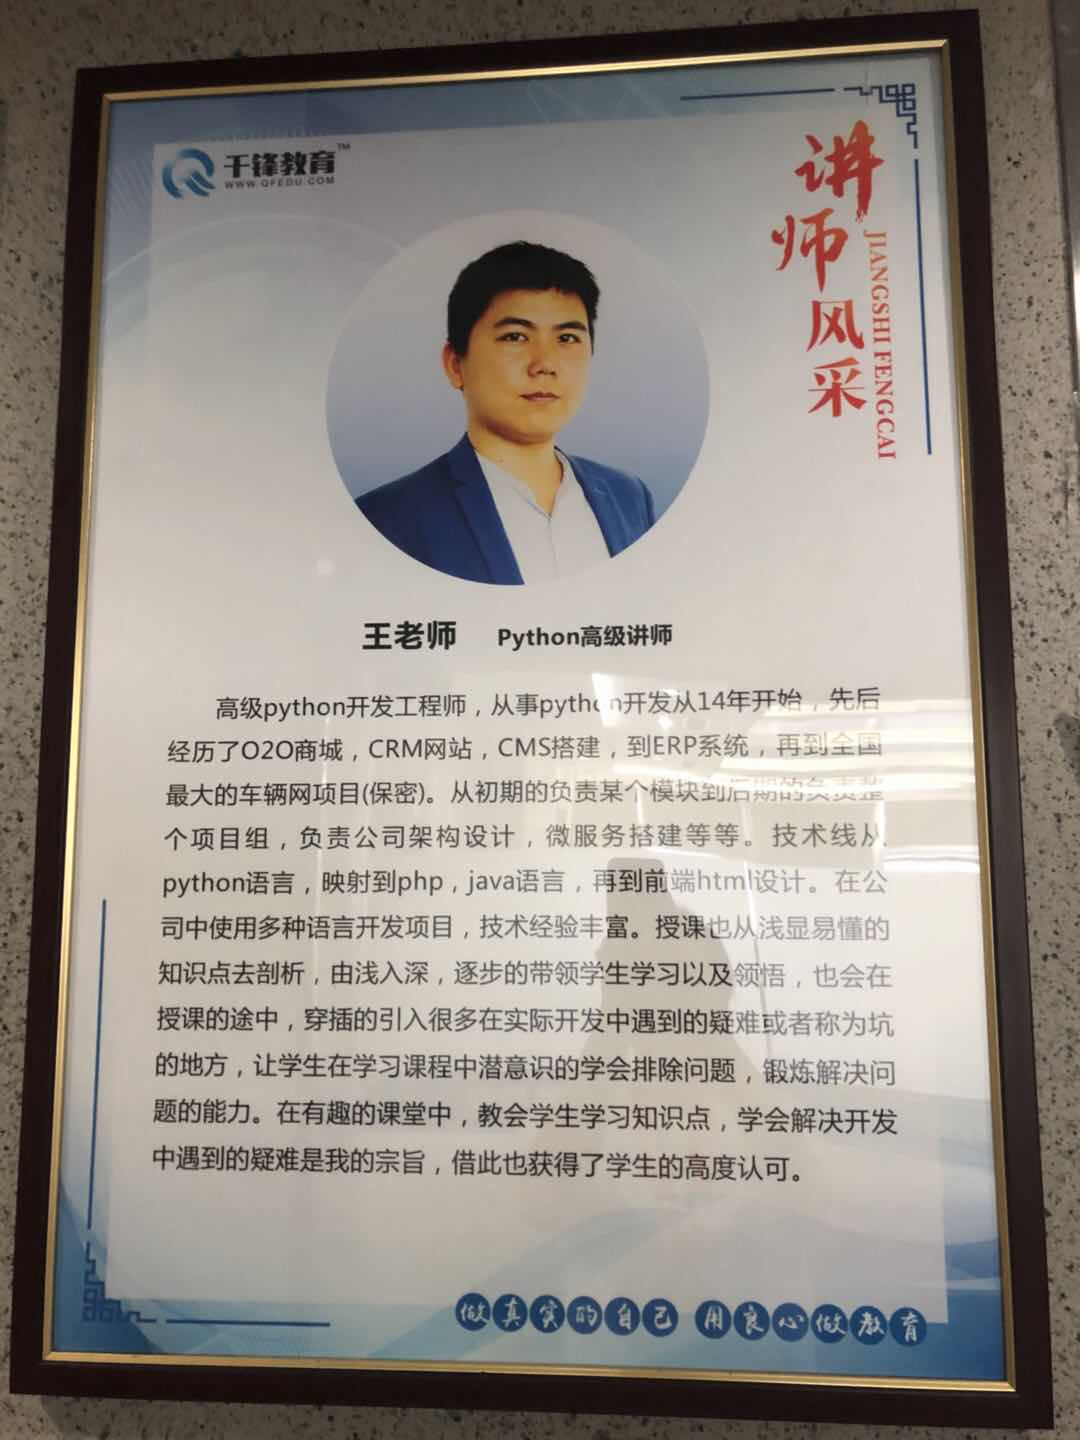 千锋教育TM
WWW.QFEDU.COM
讲师风采
JIANGSHI FENGCAI
王老师 Python高级讲师
高级python开发工程师，从事python开发从14年开始，先后
经历了O2O商城，CRM网站，CMS搭建，到ERP系统，再到全国
最大的车辆网项目(保密)。从初期的负责某个模块到后期的负责整
个项目组，负责公司架构设计，微服务搭建等等。技术线从
python语言，映射到php，java语言，再到前端html设计。在公
司中使用多种语言开发项目，技术经验丰富。授课也从浅显易懂的
知识点去剖析，由浅入深，逐步的带领学生学习以及领悟，也会在
授课的途中，穿插的引入很多在实际开发中遇到的疑难或者称为坑
的地方，让学生在学习课程中潜意识的学会排除问题，锻炼解决问
题的能力。在有趣的课堂中，教会学生学习知识点，学会解决开发
中遇到的疑难是我的宗旨，借此也获得了学生的高度认可。
做真实的自己 用良心做教育